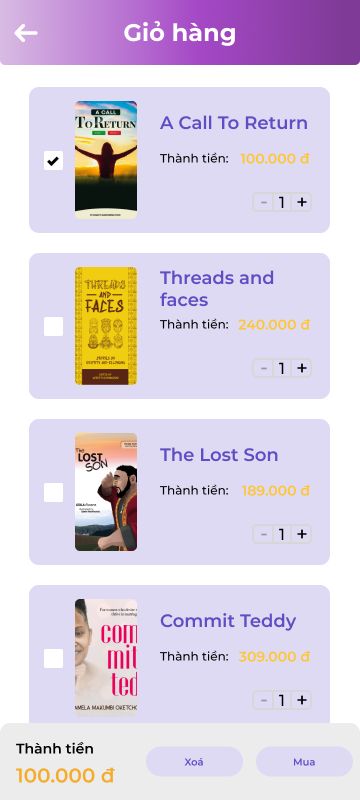 Giỏ hàng
A CALL
TO RETURN
A Call To Return
Thành tiền: 100.000 đ
- 1 +
THREADS
AND
FACES
Threads and
faces
Thành tiền: 240.000 đ
- 1 +
The
LOST
SON
The Lost Son
Thành tiền: 189.000 đ
- 1 +
com
mit
ted
Commit Teddy
Thành tiền: 309.000 đ
- 1 +
Thành tiền
100.000 đ
Xoá
Mua